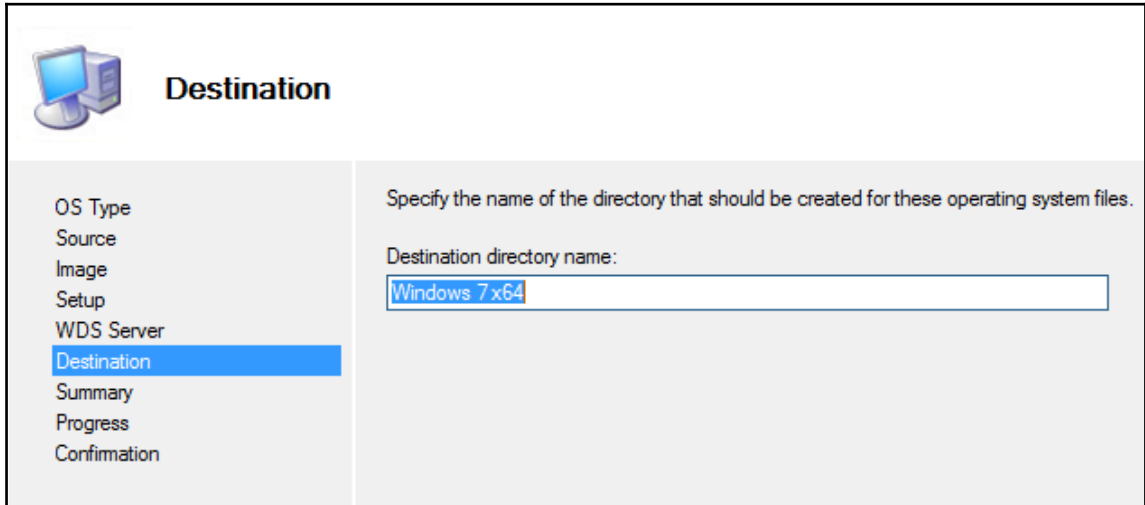 Destination
OS Type
Source
Image
Setup
WDS Server
Destination
Summary
Progress
Confirmation
Specify the name of the directory that should be created for these operating system files.
Destination directory name:
Windows 7 x64